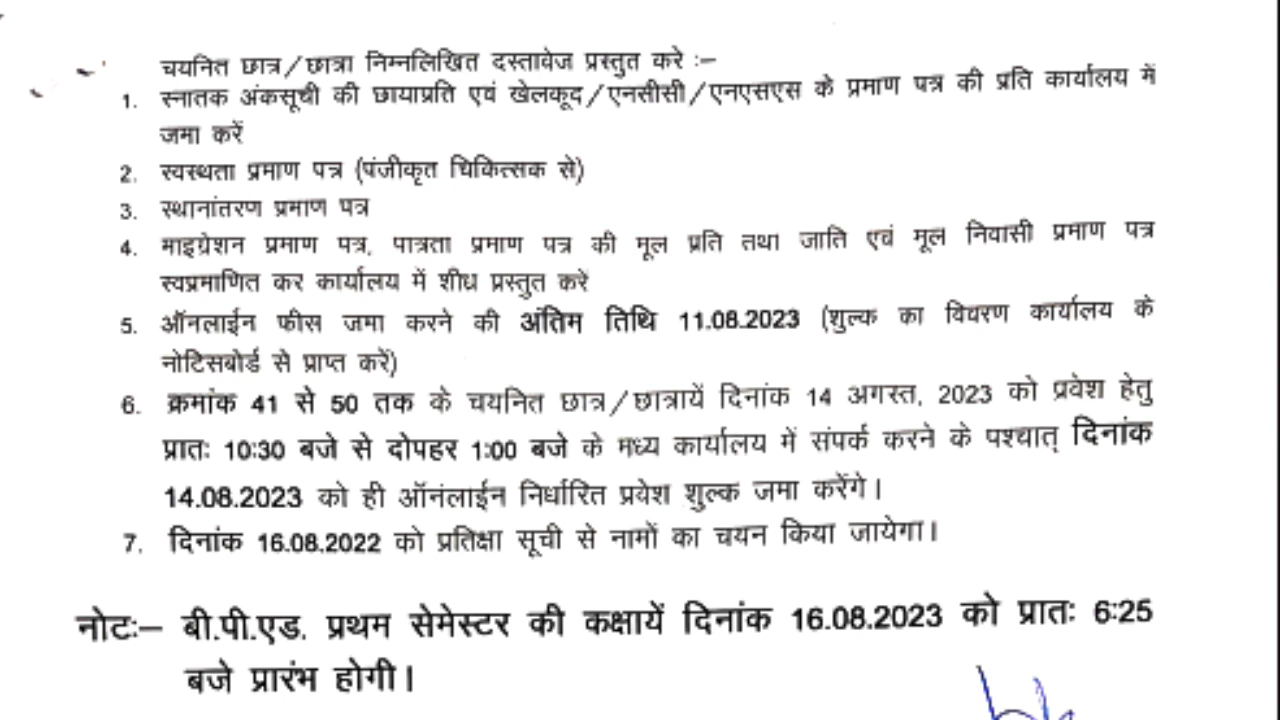 चयनित छात्र/छात्रा निम्नलिखित दस्तावेज प्रस्तुत करे :–
1. स्नातक अंकसूची की छायाप्रति एवं खेलकूद/एनसीसी/एनएसएस के प्रमाण पत्र की प्रति कार्यालय में
जमा करें
2. स्वस्थता प्रमाण पत्र (पंजीकृत चिकित्सक से)
3. स्थानांतरण प्रमाण पत्र
4. माइग्रेशन प्रमाण पत्र, पात्रता प्रमाण पत्र की मूल प्रति तथा जाति एवं मूल निवासी प्रमाण पत्र
स्वप्रमाणित कर कार्यालय में शीध प्रस्तुत करें
5. ऑनलाईन फीस जमा करने की अंतिम तिथि 11.08.2023 (शुल्क का विवरण कार्यालय के
नोटिसबोर्ड से प्राप्त करें)
6. क्रमांक 41 से 50 तक के चयनित छात्र/छात्रायें दिनांक 14 अगस्त, 2023 को प्रवेश हेतु
प्रातः 10:30 बजे से दोपहर 1:00 बजे के मध्य कार्यालय में संपर्क करने के पश्चात् दिनांक
14.08.2023 को ही ऑनंलाईन निर्धारित प्रवेश शुल्क जमा करेंगे।
7. दिनांक 16.08.2022 को प्रतिक्षा सूची से नामों का चयन किया जायेगा।
नोटः– बी.पी.एड. प्रथम सेमेस्टर की कक्षायें दिनांक 16.08.2023 को प्रातः 6:25
बजे प्रारंभ होगी।